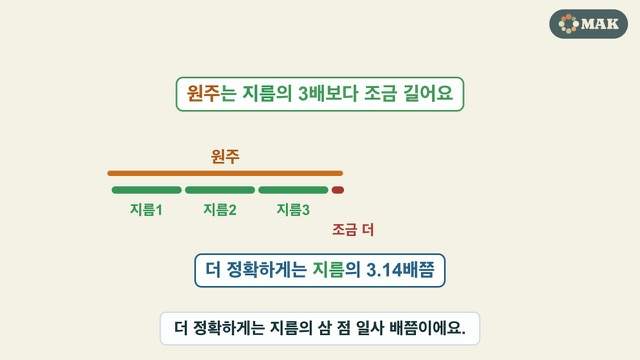 MAK
원주는 지름의 3배보다 조금 길어요
원주
지름1 지름2 지름3
조금 더
더 정확하게는 지름의 3.14배쯤
더 정확하게는 지름의 삼 점 일사 배쯤이에요.